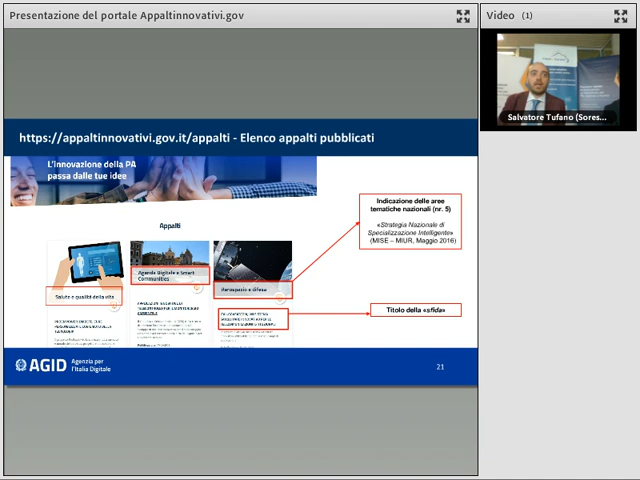 Presentazione del portale Appaltinnovativi.gov
Video (1)
Salvatore Tufano (Sores...
https://appaltinnovativi.gov.it/appalti - Elenco appalti pubblicati
L'innovazione della PA
passa dalle tue idee
Appalti
Indicazione delle aree
tematiche nazionali (nr. 5)
«Strategia Nazionale di
Specializzazione Intelligente»
(MISE – MIUR, Maggio 2016)
Salute e qualità della vita
Agenda Digitale e Smart
Communities
Aerospazio e difesa
Titolo della «sfida»
AGID
Agenzia per
l'Italia Digitale
21